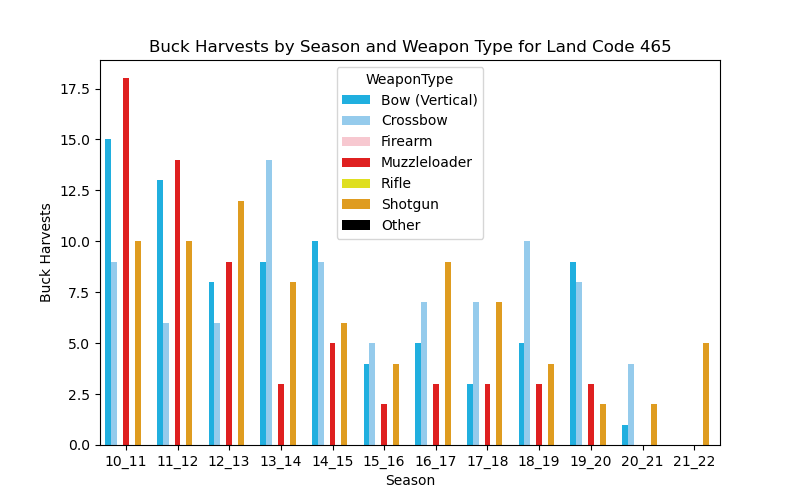 Buck Harvests by Season and Weapon Type for Land Code 465
WeaponType
Bow (Vertical)
Crossbow
Firearm
Muzzleloader
Rifle
Shotgun
Other
Buck Harvests
17.5
15.0
12.5
10.0
7.5
5.0
2.5
0.0
10_11 11_12 12_13 13_14 14_15 15_16 16_17 17_18 18_19 19_20 20_21 21_22
Season